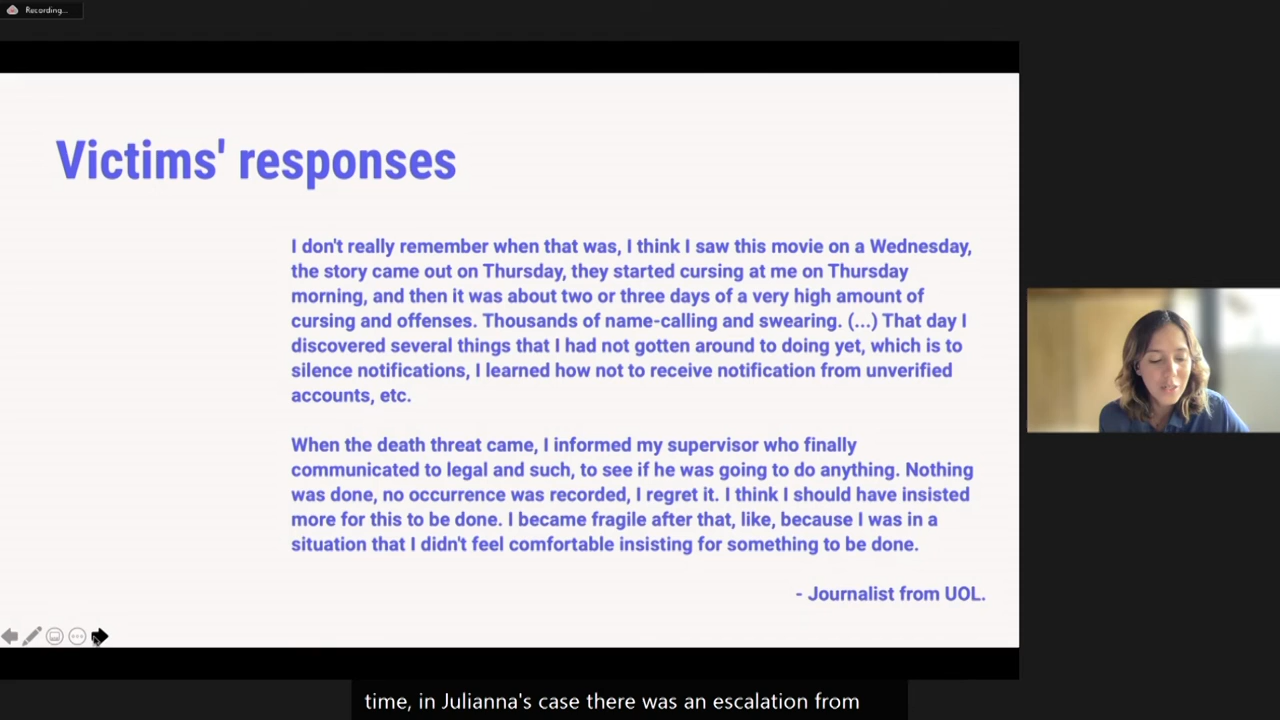 Recording...
Victims' responses
I don't really remember when that was, I think I saw this movie on a Wednesday,
the story came out on Thursday, they started cursing at me on Thursday
morning, and then it was about two or three days of a very high amount of
cursing and offenses. Thousands of name-calling and swearing. (...) That day I
discovered several things that I had not gotten around to doing yet, which is to
silence notifications, I learned how not to receive notification from unverified
accounts, etc.
When the death threat came, I informed my supervisor who finally
communicated to legal and such, to see if he was going to do anything. Nothing
was done, no occurrence was recorded, I regret it. I think I should have insisted
more for this to be done. I became fragile after that, like, because I was in a
situation that I didn't feel comfortable insisting for something to be done.
- Journalist from UOL.
time, in Julianna's case there was an escalation from